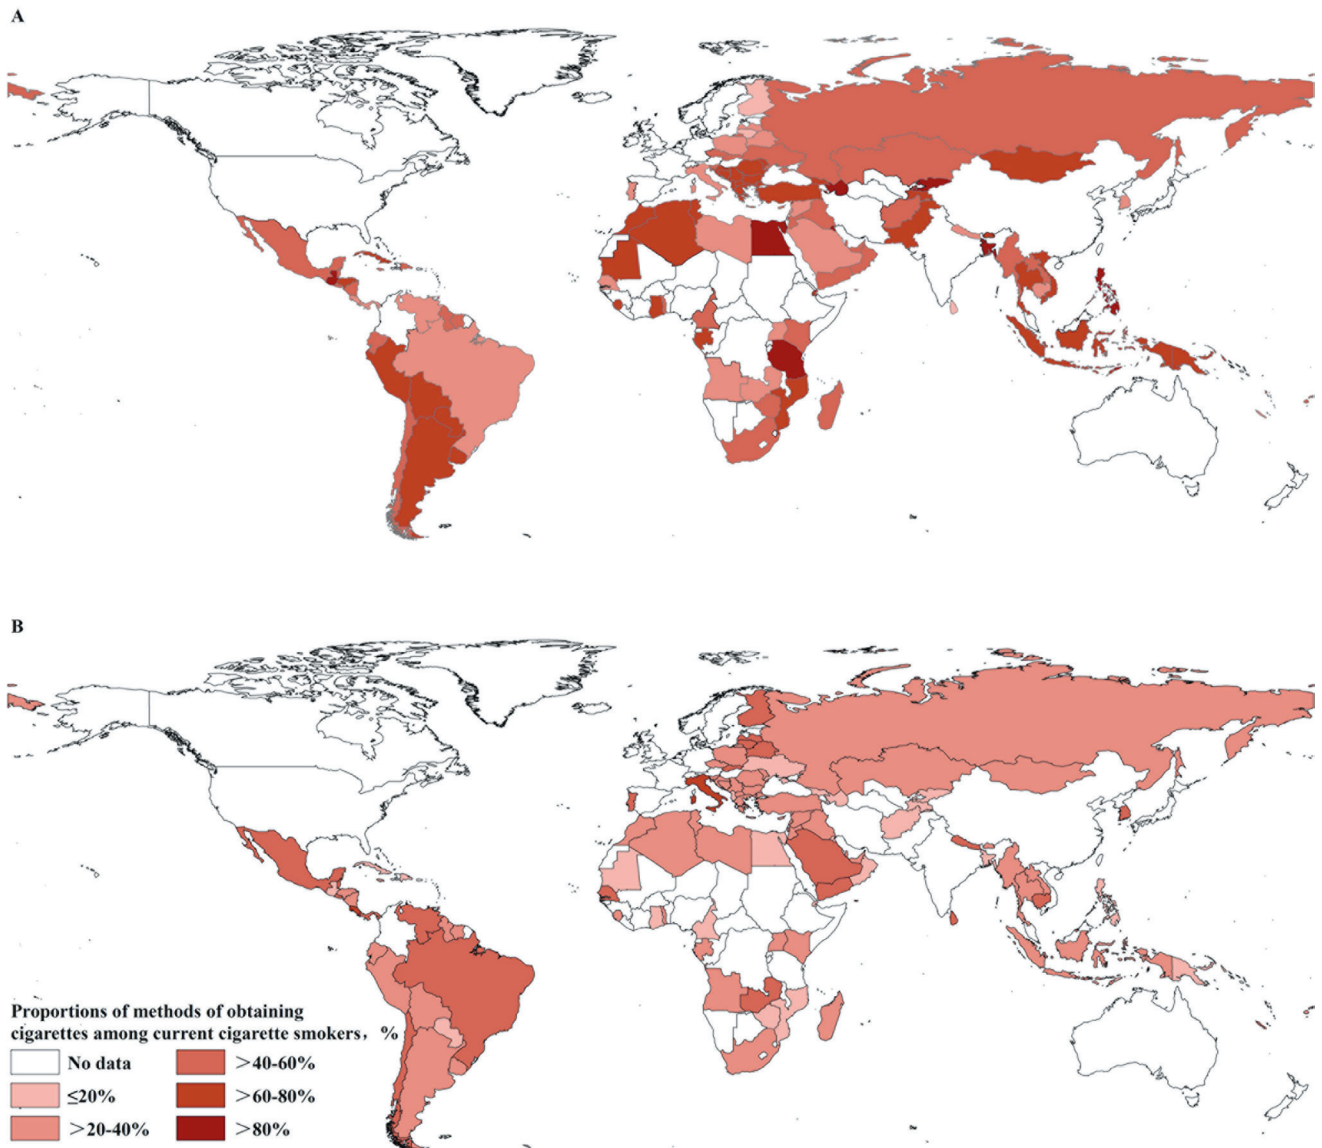 A
B
Proportions of methods of obtaining
cigarettes among current cigarette smokers， %
No data
≤20%
＞20-40%
＞40-60%
＞60-80%
＞80%